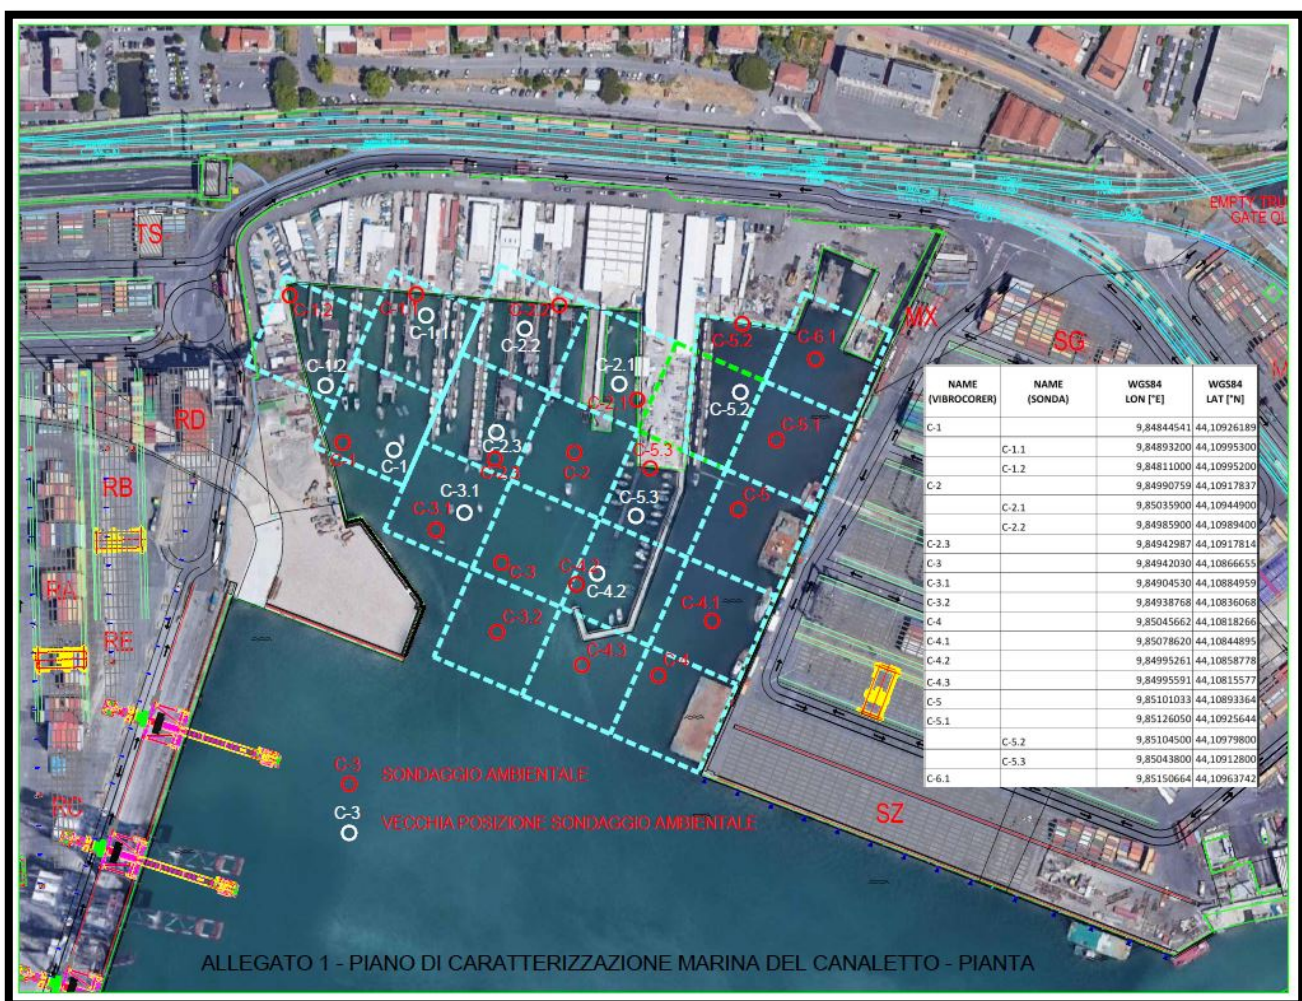 EMPTY TRU
GATE OU
TS
MX
SG
C-1.2
C-1.1
C-2.2
C-1.1
C-2.2
C-5.2
C-6.1
C-1.2
C-2.1
C-2.1
C-5.2
RD
C-1
C-1
C-2.3
C-2.3
C-2
C-5.3
C-5.1
RB
C-3.1
C-3.1
C-5.3
C-5
RA
C-3
C-4.2
C-4.2
RE
C-3.2
C-4.1
C-4.3
C-4
C-3
SONDAGGIO AMBIENTALE
C-3
VECCHIA POSIZIONE SONDAGGIO AMBIENTALE
SZ
NAME (VIBROCORER) NAME (SONDA) WGS84 LON [°E] WGS84 LAT [°N]
C-1 9,84844541 44,10926189
C-1.1 9,84893200 44,10995300
C-1.2 9,84811000 44,10995200
C-2 9,84990759 44,10917837
C-2.1 9,85035900 44,10944900
C-2.2 9,84985900 44,10989400
C-2.3 9,84942987 44,10917814
C-3 9,84942030 44,10866655
C-3.1 9,84904530 44,10884959
C-3.2 9,84938768 44,10836068
C-4 9,85045662 44,10818266
C-4.1 9,85078620 44,10844895
C-4.2 9,84995261 44,10858778
C-4.3 9,84995591 44,10815577
C-5 9,85101033 44,10893364
C-5.1 9,85126050 44,10925644
C-5.2 9,85104500 44,10979800
C-5.3 9,85043800 44,10912800
C-6.1 9,85150664 44,10963742
ALLEGATO 1 - PIANO DI CARATTERIZZAZIONE MARINA DEL CANALETTO - PIANTA